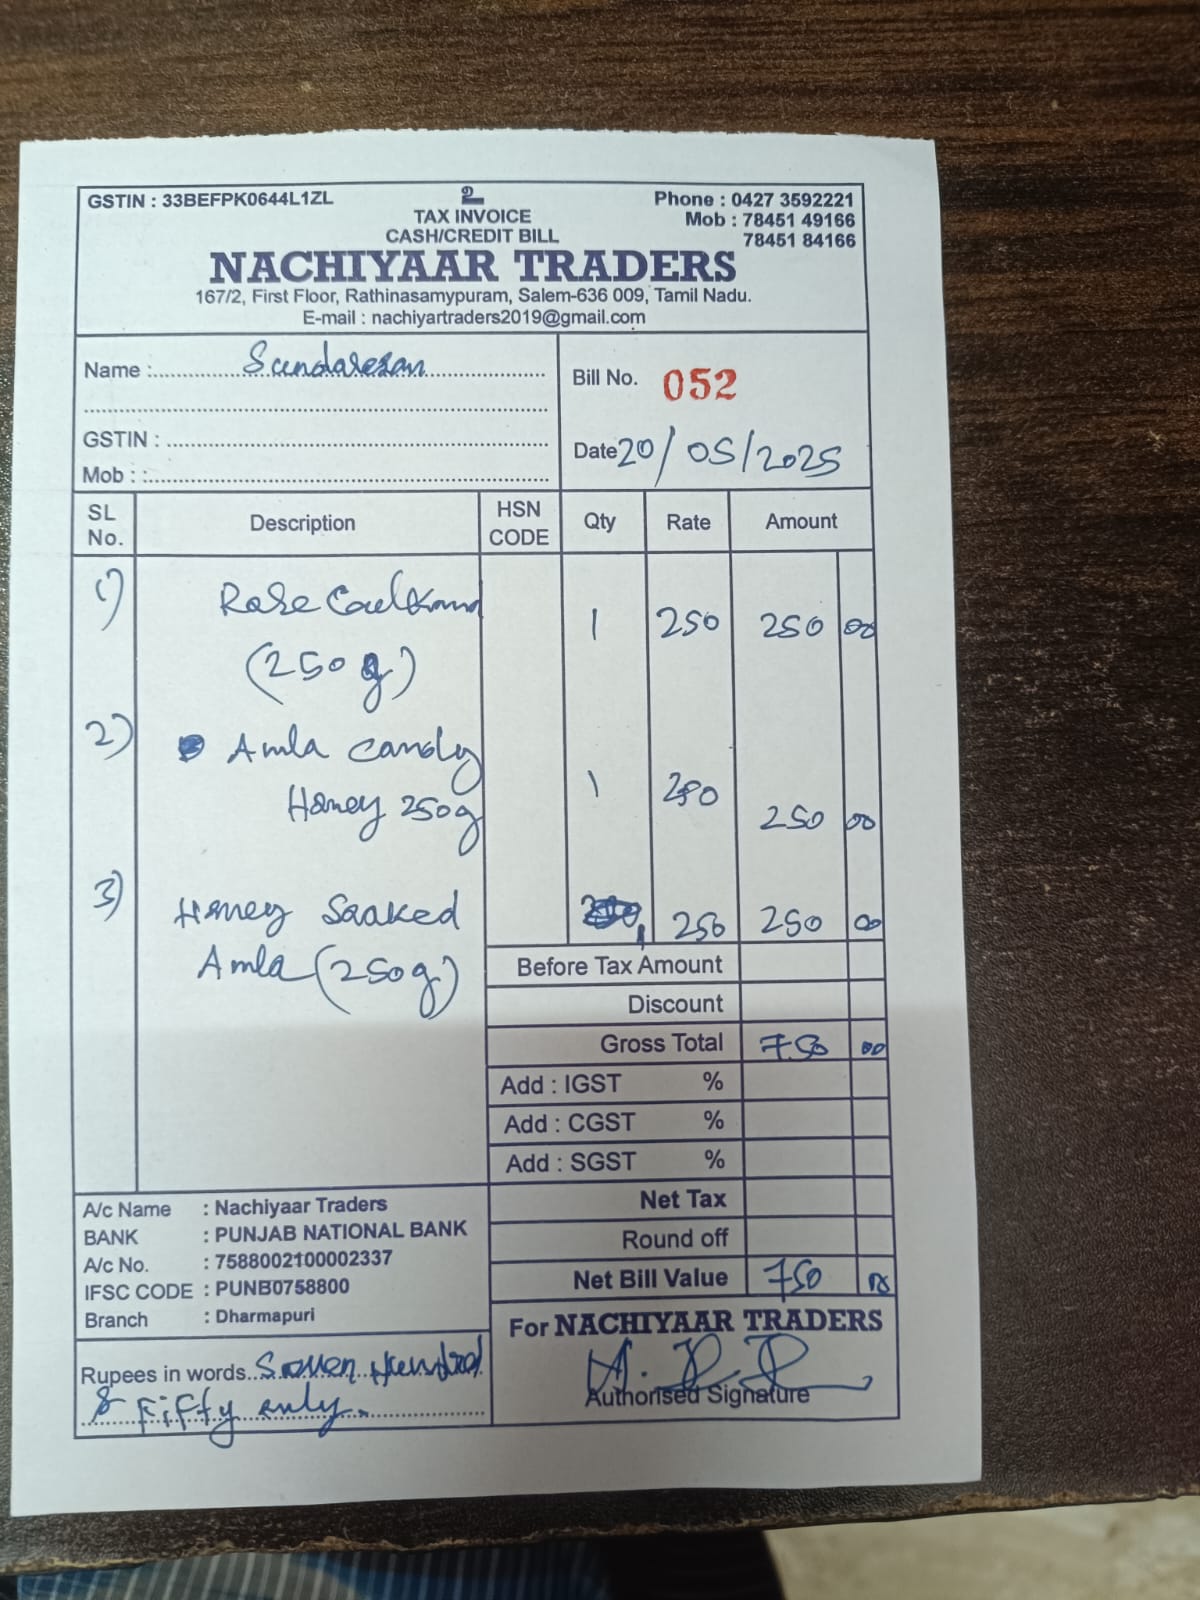 GSTIN : 33BEFPK0644L1ZL
உ
Phone : 0427 3592221
TAX INVOICE
Mob : 78451 49166
CASH/CREDIT BILL
78451 84166
NACHIYAAR TRADERS
167/2, First Floor, Rathinasamypuram, Salem-636 009, Tamil Nadu.
E-mail : nachiyartraders2019@gmail.com
Name : Sundaresan
Bill No. 052
GSTIN :
Date 20/05/2025
Mob :
SL No. Description HSN CODE Qty Rate Amount
1) Rose 1 250 250 00
(250 g)
2) Amla candy
Honey 250g 1 250 250 00
3) Honey Soaked 1 250 250 00
Amla (250g)
Before Tax Amount
Discount
Gross Total 750 00
Add : IGST %
Add : CGST %
Add : SGST %
Net Tax
Round off
Net Bill Value 750 00
A/c Name : Nachiyaar Traders
BANK : PUNJAB NATIONAL BANK
A/c No. : 7588002100002337
IFSC CODE : PUNB0758800
Branch : Dharmapuri
For NACHIYAAR TRADERS
Rupees in words Seven Hundred
& Fifty only.
Authorised Signature